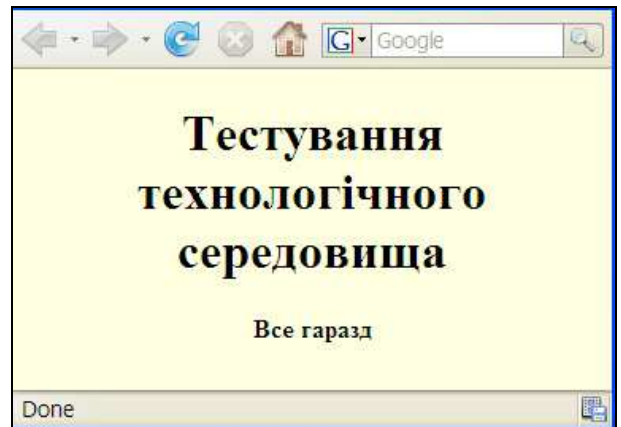 G Google
Тестування
технологічного
середовища
Все гаразд
Done